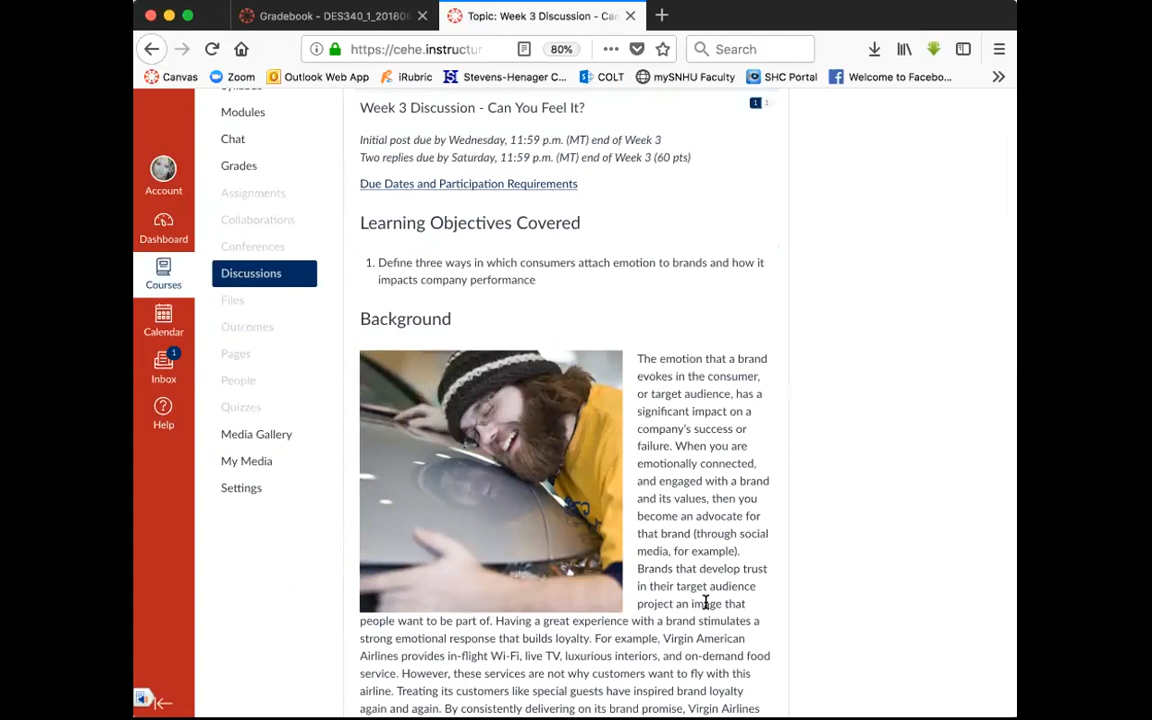 Gradebook - DES340_1_201806
Topic: Week 3 Discussion - Can
https://cehe.instructur
80%
Search
Canvas
Zoom
Outlook Web App
iRubric
Stevens-Henager C...
COLT
mySNHU Faculty
SHC Portal
Welcome to Facebo...
Account
Dashboard
Courses
Calendar
1
Inbox
Help
Modules
Chat
Grades
Assignments
Collaborations
Conferences
Discussions
Files
Outcomes
Pages
People
Quizzes
Media Gallery
My Media
Settings
Week 3 Discussion - Can You Feel It?
1 1
Initial post due by Wednesday, 11:59 p.m. (MT) end of Week 3
Two replies due by Saturday, 11:59 p.m. (MT) end of Week 3 (60 pts)
Due Dates and Participation Requirements
Learning Objectives Covered
1. Define three ways in which consumers attach emotion to brands and how it
impacts company performance
Background
The emotion that a brand
evokes in the consumer,
or target audience, has a
significant impact on a
company's success or
failure. When you are
emotionally connected,
and engaged with a brand
and its values, then you
become an advocate for
that brand (through social
media, for example).
Brands that develop trust
in their target audience
project an image that
people want to be part of. Having a great experience with a brand stimulates a
strong emotional response that builds loyalty. For example, Virgin American
Airlines provides in-flight Wi-Fi, live TV, luxurious interiors, and on-demand food
service. However, these services are not why customers want to fly with this
airline. Treating its customers like special guests have inspired brand loyalty
again and again. By consistently delivering on its brand promise, Virgin Airlines